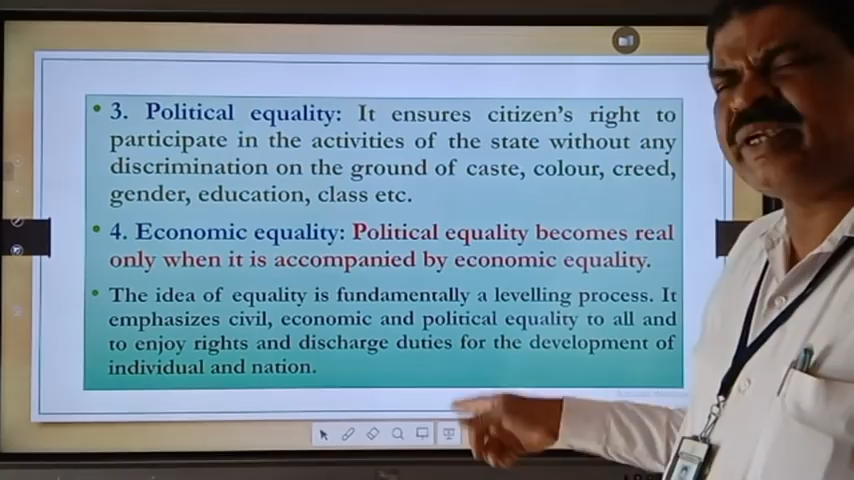 • 3. Political equality: It ensures citizen's right to
participate in the activities of the state without any
discrimination on the ground of caste, colour, creed,
gender, education, class etc.
• 4. Economic equality: Political equality becomes real
only when it is accompanied by economic equality.
• The idea of equality is fundamentally a levelling process. It
emphasizes civil, economic and political equality to all and
to enjoy rights and discharge duties for the development of
individual and nation.